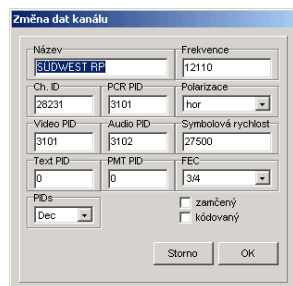 Změna dat kanálu
Název
Frekvence
SÜDWEST RP
12110
Ch. ID
PCR PID
Polarizace
28231
3101
hor
Video PID
Audio PID
Symbolová rychlost
3101
3102
27500
Text PID
PMT PID
FEC
0
0
3/4
PIDs
Dec
zamčený
kódovaný
Storno
OK